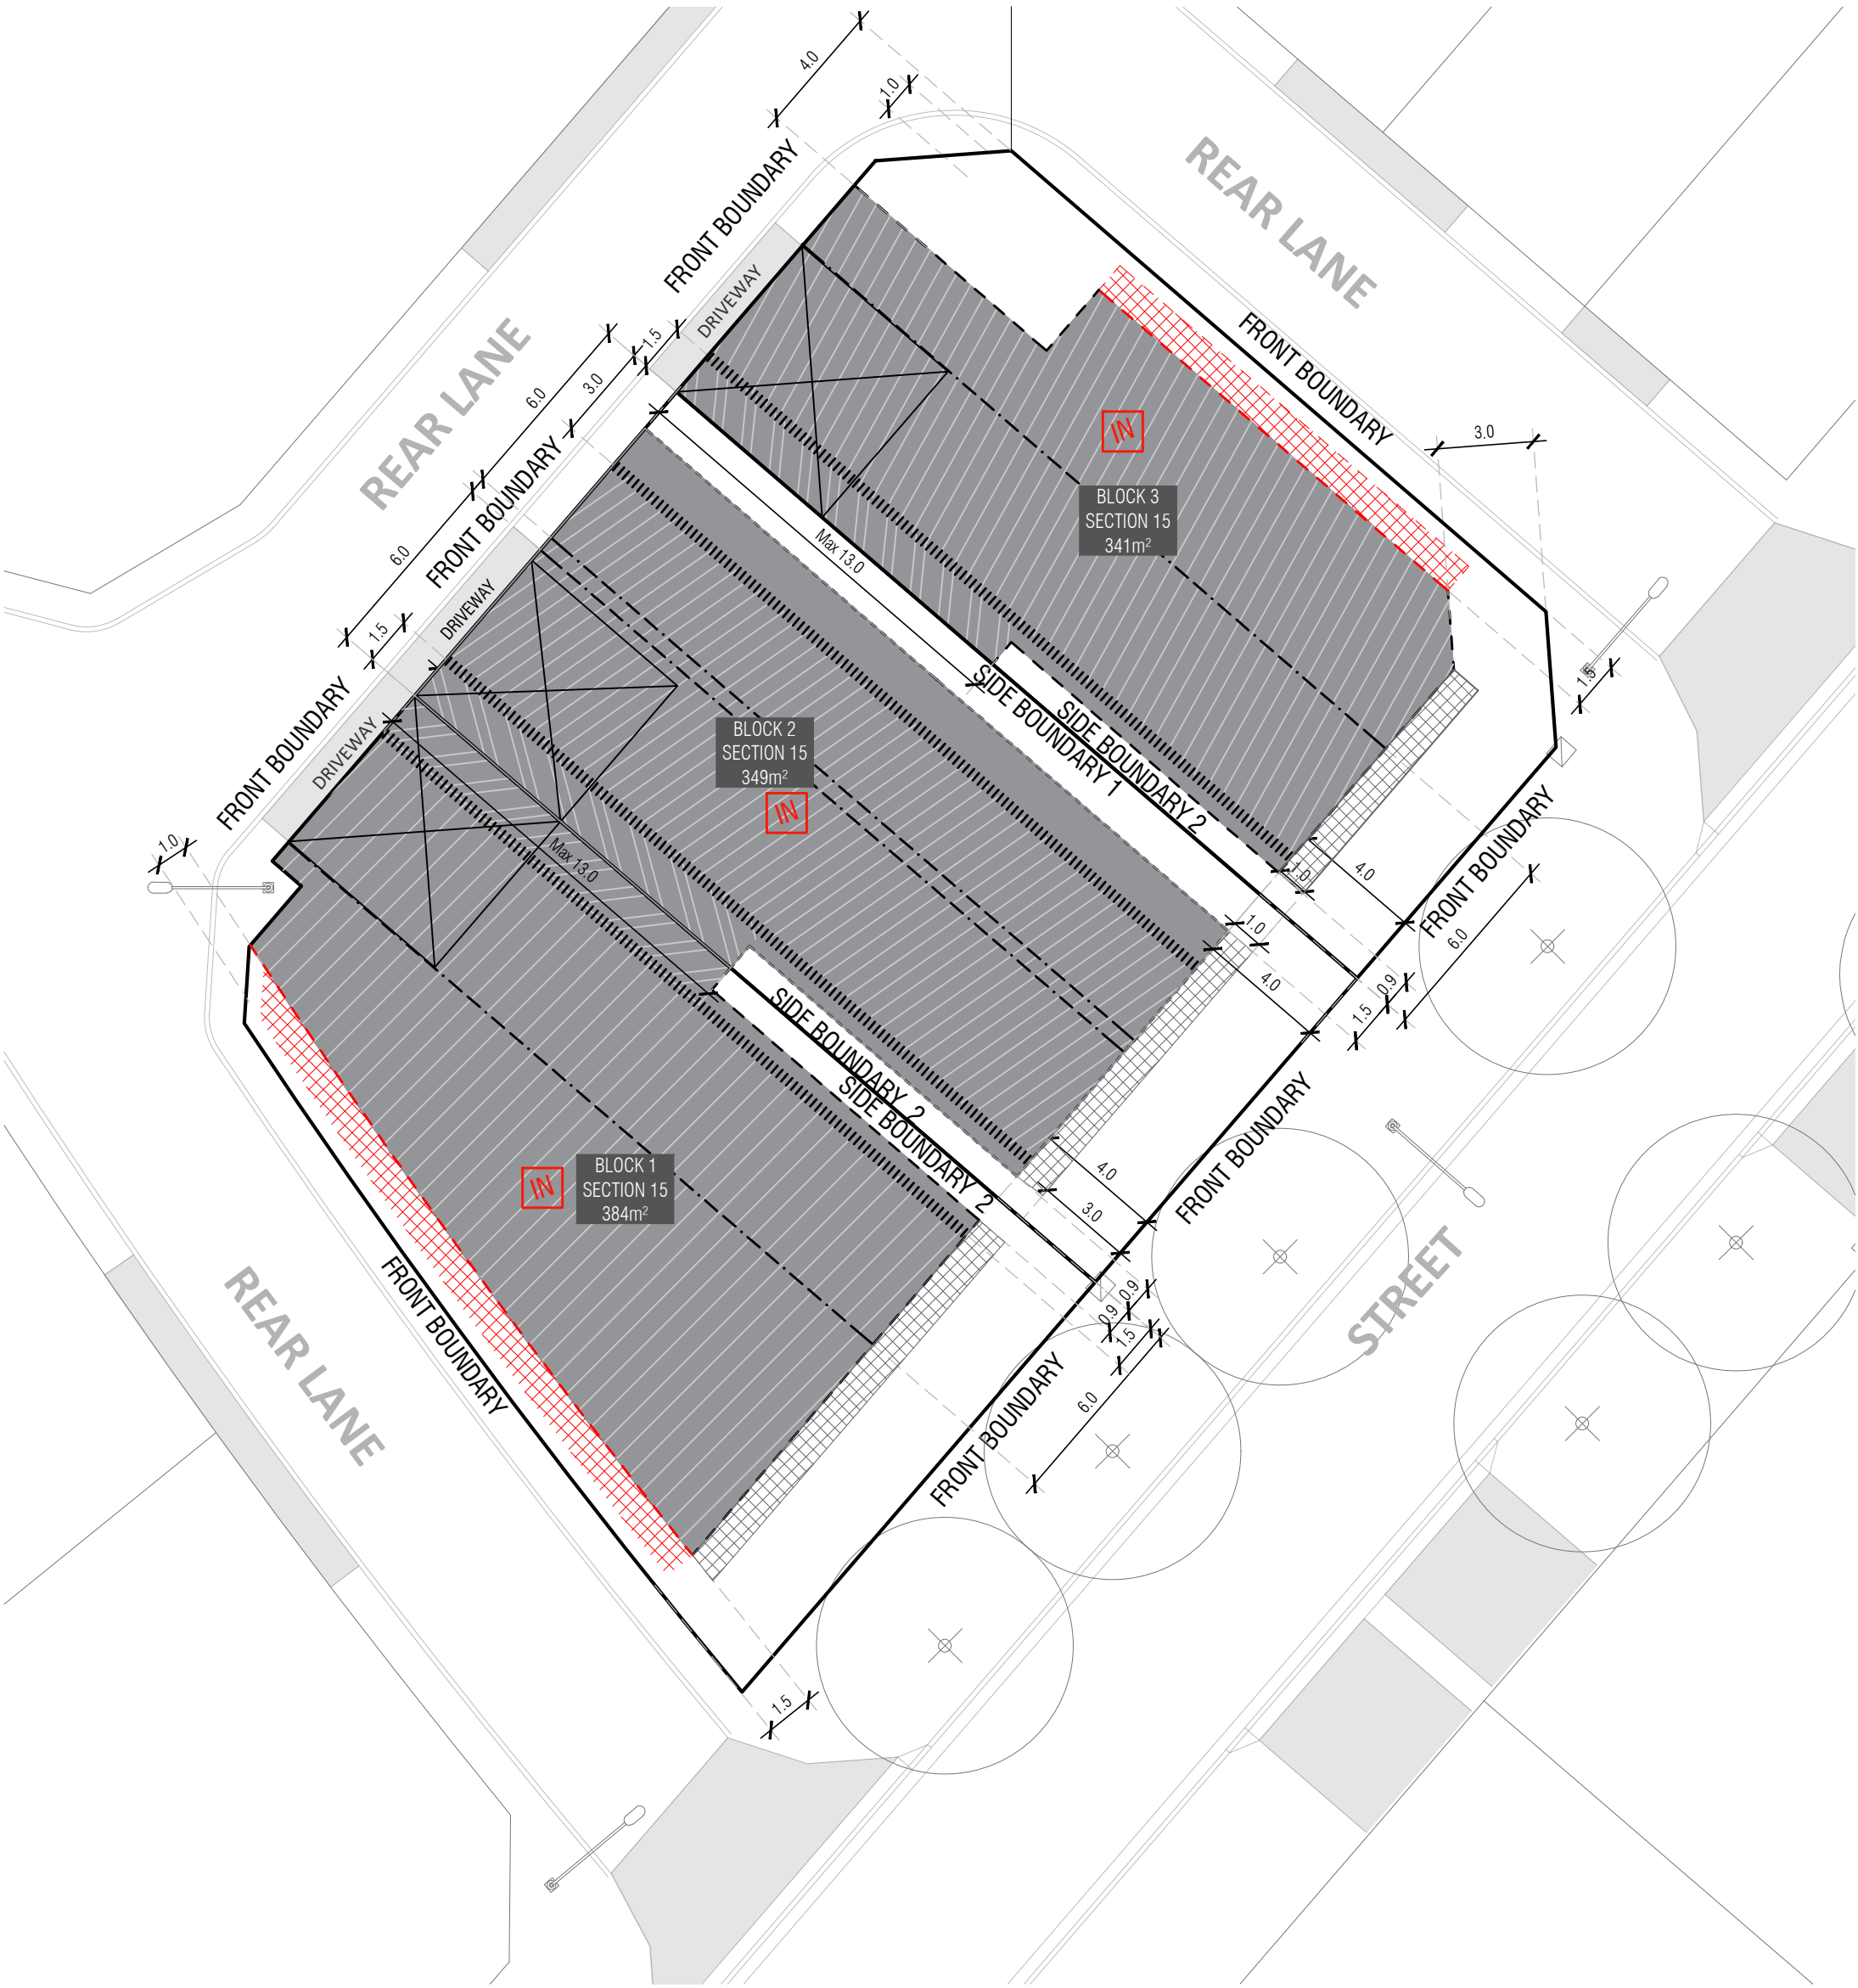 4.0
1.0
FRONT BOUNDARY
REAR LANE
DRIVEWAY
REAR LANE
FRONT BOUNDARY
1.5
3.0
6.0
IN
3.0
BLOCK 3
SECTION 15
341m²
FRONT BOUNDARY
6.0
Max 13.0
DRIVEWAY
1.5
SIDE BOUNDARY 2
SIDE BOUNDARY 1
1.5
FRONT BOUNDARY
DRIVEWAY
BLOCK 2
SECTION 15
349m²
IN
FRONT BOUNDARY
1.0
Max 13.0
4.0
1.0
6.0
1.0
4.0
0.9
1.5
SIDE BOUNDARY 2
SIDE BOUNDARY 2
FRONT BOUNDARY
4.0
3.0
BLOCK 1
SECTION 15
384m²
IN
0.9
0.9
1.5
6.0
STREET
REAR LANE
FRONT BOUNDARY
FRONT BOUNDARY
1.5